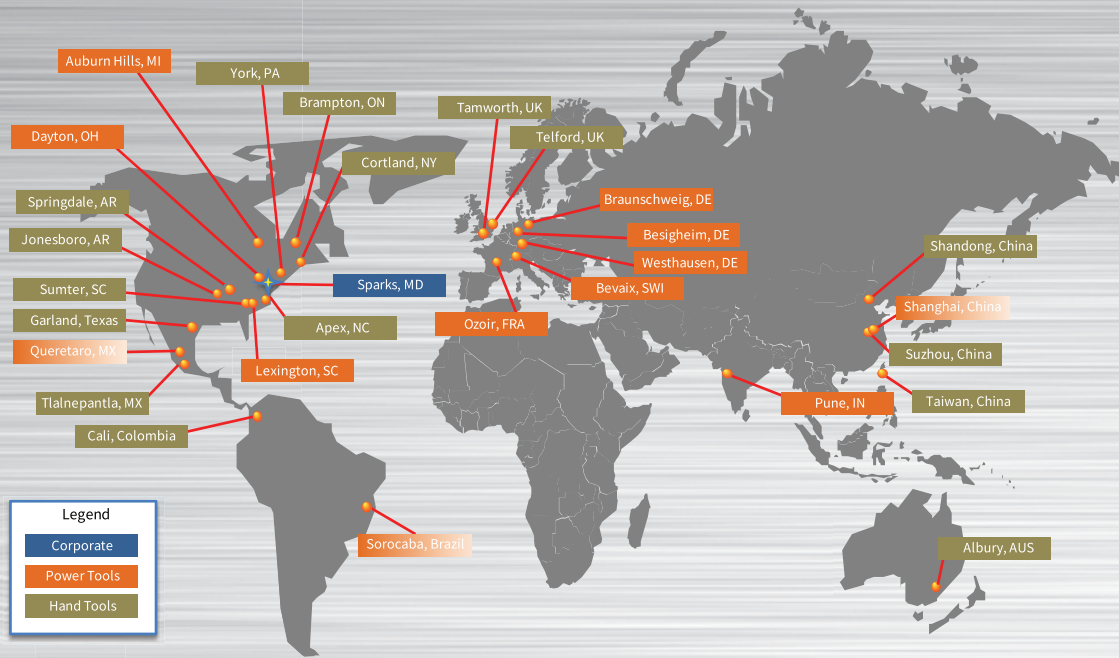 Auburn Hills, MI
York, PA
Brampton, ON
Tamworth, UK
Dayton, OH
Telford, UK
Cortland, NY
Springdale, AR
Braunschweig, DE
Jonesboro, AR
Besigheim, DE
Shandong, China
Westhausen, DE
Sumter, SC
Sparks, MD
Bevaix, SWI
Shanghai, China
Garland, Texas
Apex, NC
Ozoir, FRA
Queretaro, MX
Suzhou, China
Lexington, SC
Tlalnepantla, MX
Pune, IN
Taiwan, China
Cali, Colombia
Legend
Corporate
Power Tools
Hand Tools
Sorocaba, Brazil
Albury, AUS